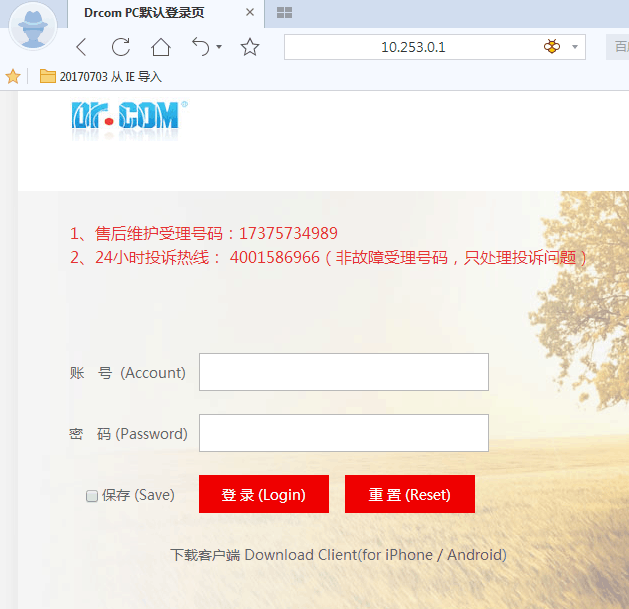 Drcom PC默认登录页
10.253.0.1
20170703 从 IE 导入
Dr.COM®
1、售后维护受理号码：17375734989
2、24小时投诉热线： 4001586966（非故障受理号码，只处理投诉问题）
账 号 (Account)
密 码 (Password)
保存 (Save)
登 录 (Login)
重 置 (Reset)
下载客户端 Download Client(for iPhone / Android)